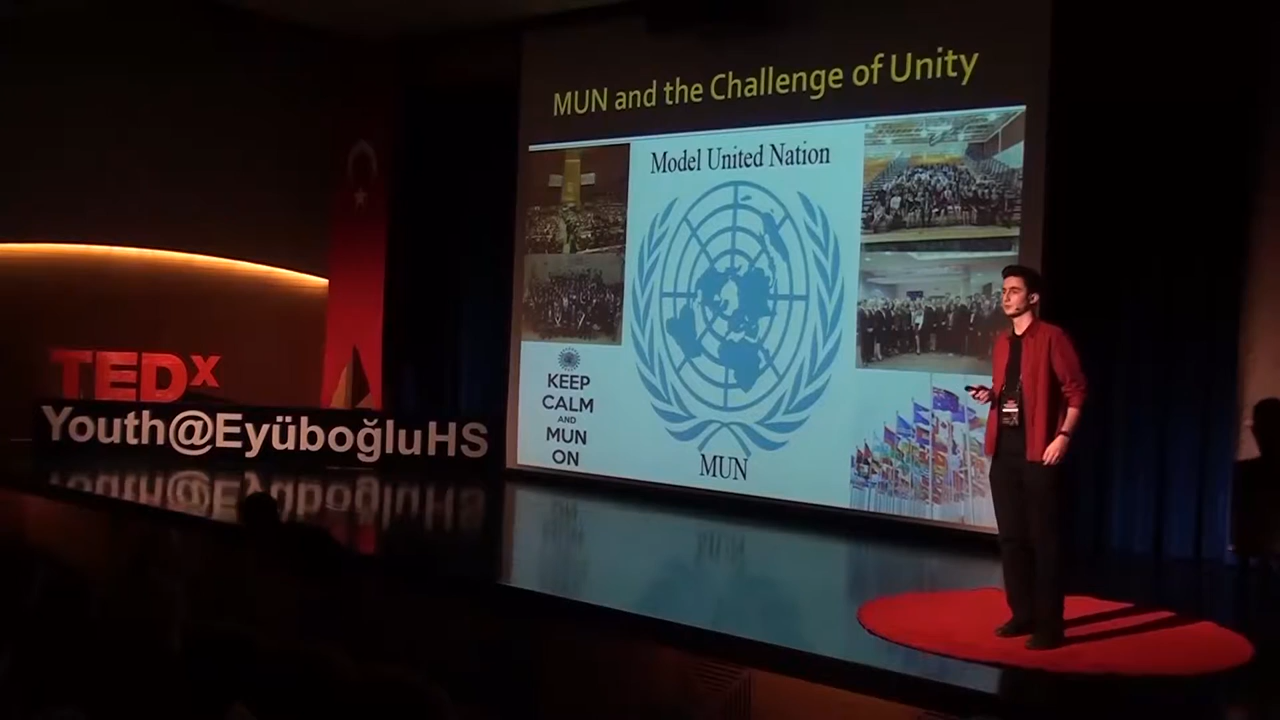 MUN and the Challenge of Unity
Model United Nation
KEEP
CALM
AND
MUN
ON
MUN
TEDx
Youth@EyüboğluHS